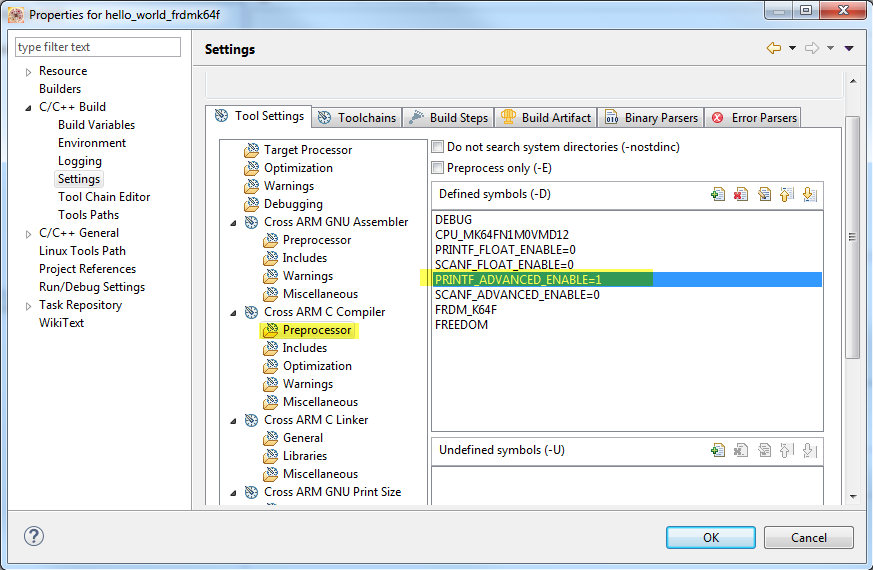 Properties for hello_world_frdmk64f
type filter text
Resource
Builders
C/C++ Build
Build Variables
Environment
Logging
Settings
Tool Chain Editor
Tools Paths
C/C++ General
Linux Tools Path
Project References
Run/Debug Settings
Task Repository
WikiText
Settings
Tool Settings
Toolchains
Build Steps
Build Artifact
Binary Parsers
Error Parsers
Target Processor
Optimization
Warnings
Debugging
Cross ARM GNU Assembler
Preprocessor
Includes
Warnings
Miscellaneous
Cross ARM C Compiler
Preprocessor
Includes
Optimization
Warnings
Miscellaneous
Cross ARM C Linker
General
Libraries
Miscellaneous
Cross ARM GNU Print Size
Do not search system directories (-nostdinc)
Preprocess only (-E)
Defined symbols (-D)
DEBUG
CPU_MK64FN1M0VMD12
PRINTF_FLOAT_ENABLE=0
SCANF_FLOAT_ENABLE=0
PRINTF_ADVANCED_ENABLE=1
SCANF_ADVANCED_ENABLE=0
FRDM_K64F
FREEDOM
Undefined symbols (-U)
?
OK
Cancel